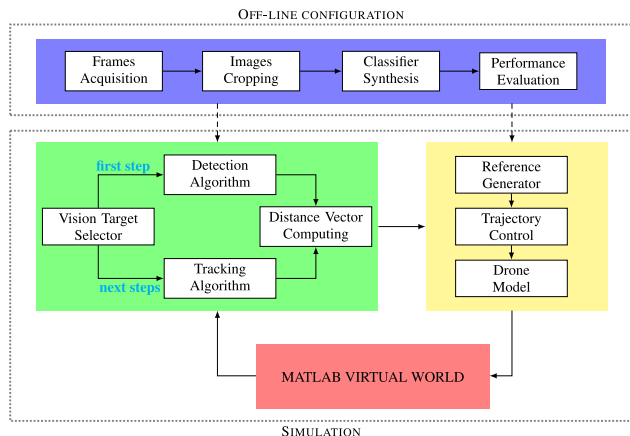 OFF-LINE CONFIGURATION
Frames
Acquisition
Images
Cropping
Classifier
Synthesis
Performance
Evaluation
first step
Detection
Algorithm
Vision Target
Selector
Distance Vector
Computing
next steps
Tracking
Algorithm
Reference
Generator
Trajectory
Control
Drone
Model
MATLAB VIRTUAL WORLD
SIMULATION